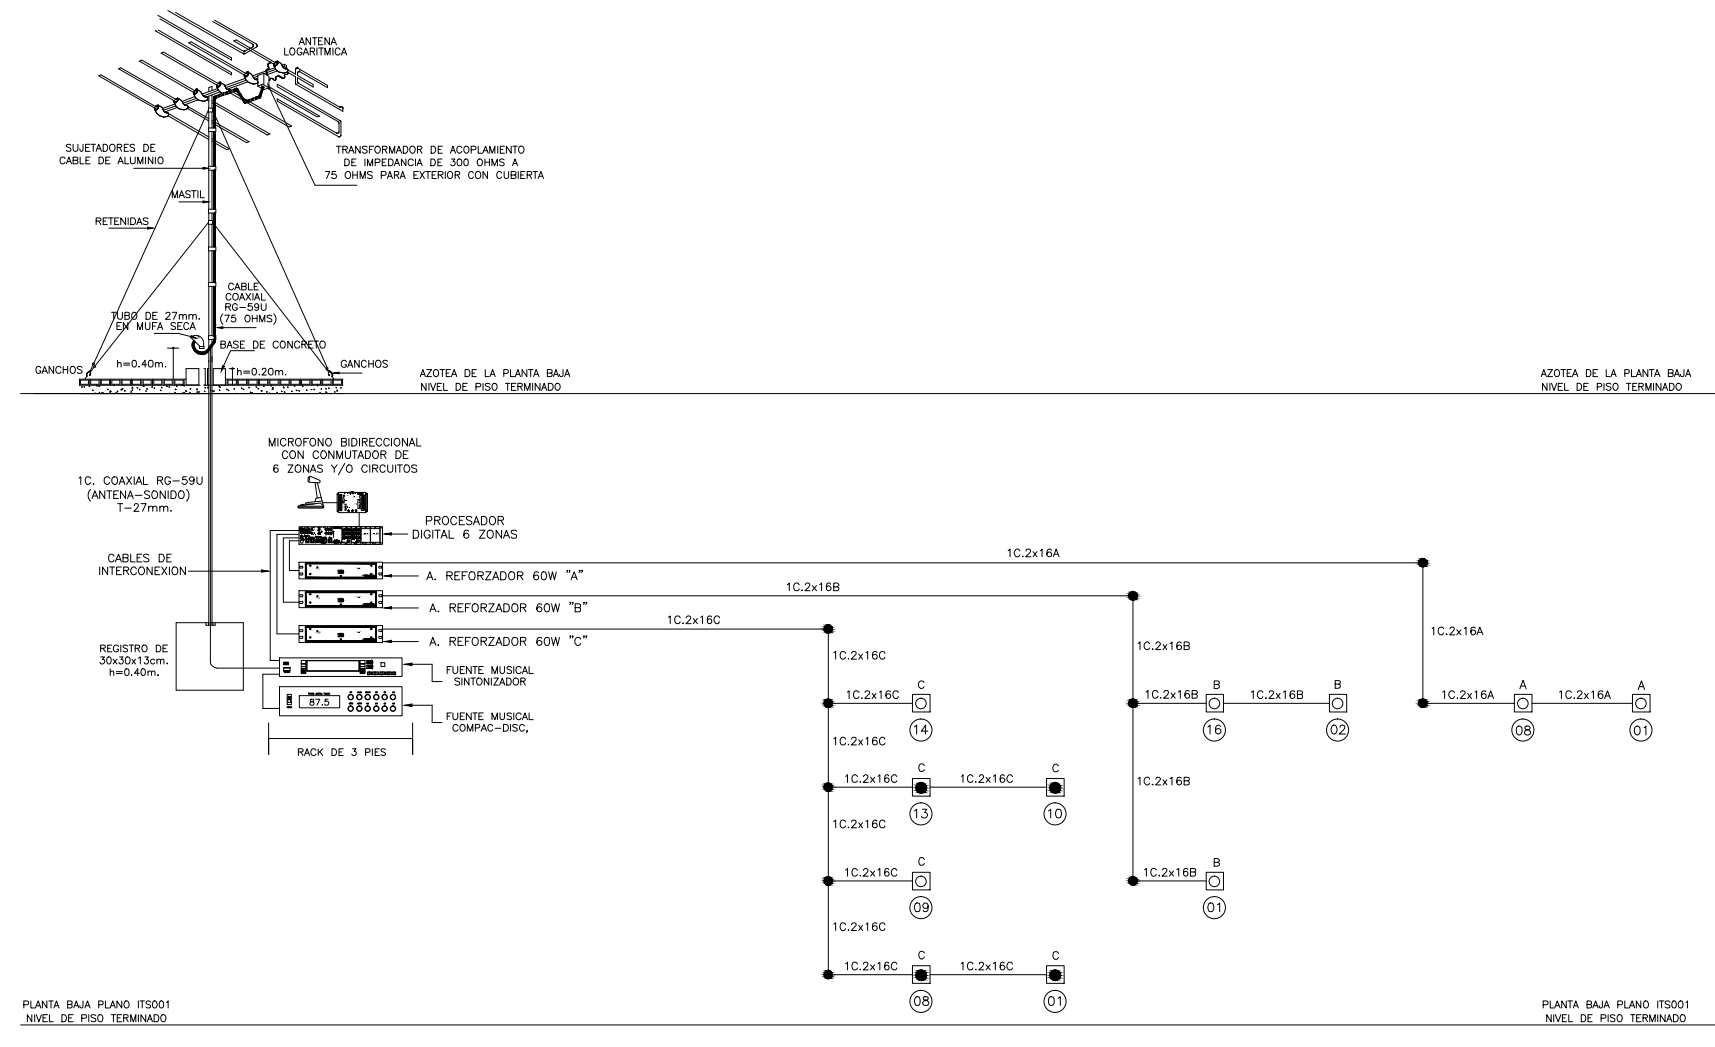 ANTENA
LOGARITMICA
SUJETADORES DE
CABLE DE ALUMINIO
TRANSFORMADOR DE ACOPLAMIENTO
DE IMPEDANCIA DE 300 OHMS A
75 OHMS PARA EXTERIOR CON CUBIERTA
MASTIL
RETENIDAS
CABLE
COAXIAL
RG-59U
(75 OHMS)
TUBO DE 27mm.
EN MUFA SECA
BASE DE CONCRETO
GANCHOS
h=0.40m.
h=0.20m.
GANCHOS
AZOTEA DE LA PLANTA BAJA
NIVEL DE PISO TERMINADO
AZOTEA DE LA PLANTA BAJA
NIVEL DE PISO TERMINADO
MICROFONO BIDIRECCIONAL
CON CONMUTADOR DE
6 ZONAS Y/O CIRCUITOS
1C. COAXIAL RG-59U
(ANTENA-SONIDO)
T-27mm.
PROCESADOR
DIGITAL 6 ZONAS
CABLES DE
INTERCONEXION
A. REFORZADOR 60W "A"
1C.2x16A
A. REFORZADOR 60W "B"
1C.2x16B
A. REFORZADOR 60W "C"
1C.2x16C
REGISTRO DE
30x30x13cm.
h=0.40m.
FUENTE MUSICAL
SINTONIZADOR
87.5
FUENTE MUSICAL
COMPAC-DISC,
RACK DE 3 PIES
1C.2x16C
1C.2x16B
1C.2x16A
1C.2x16C
C
14
1C.2x16B
B
16
1C.2x16B
B
02
1C.2x16A
A
08
1C.2x16A
A
01
1C.2x16C
1C.2x16C
C
13
1C.2x16C
C
10
1C.2x16B
1C.2x16C
1C.2x16C
C
09
1C.2x16B
B
01
1C.2x16C
1C.2x16C
C
08
1C.2x16C
C
01
PLANTA BAJA PLANO ITS001
NIVEL DE PISO TERMINADO
PLANTA BAJA PLANO ITS001
NIVEL DE PISO TERMINADO